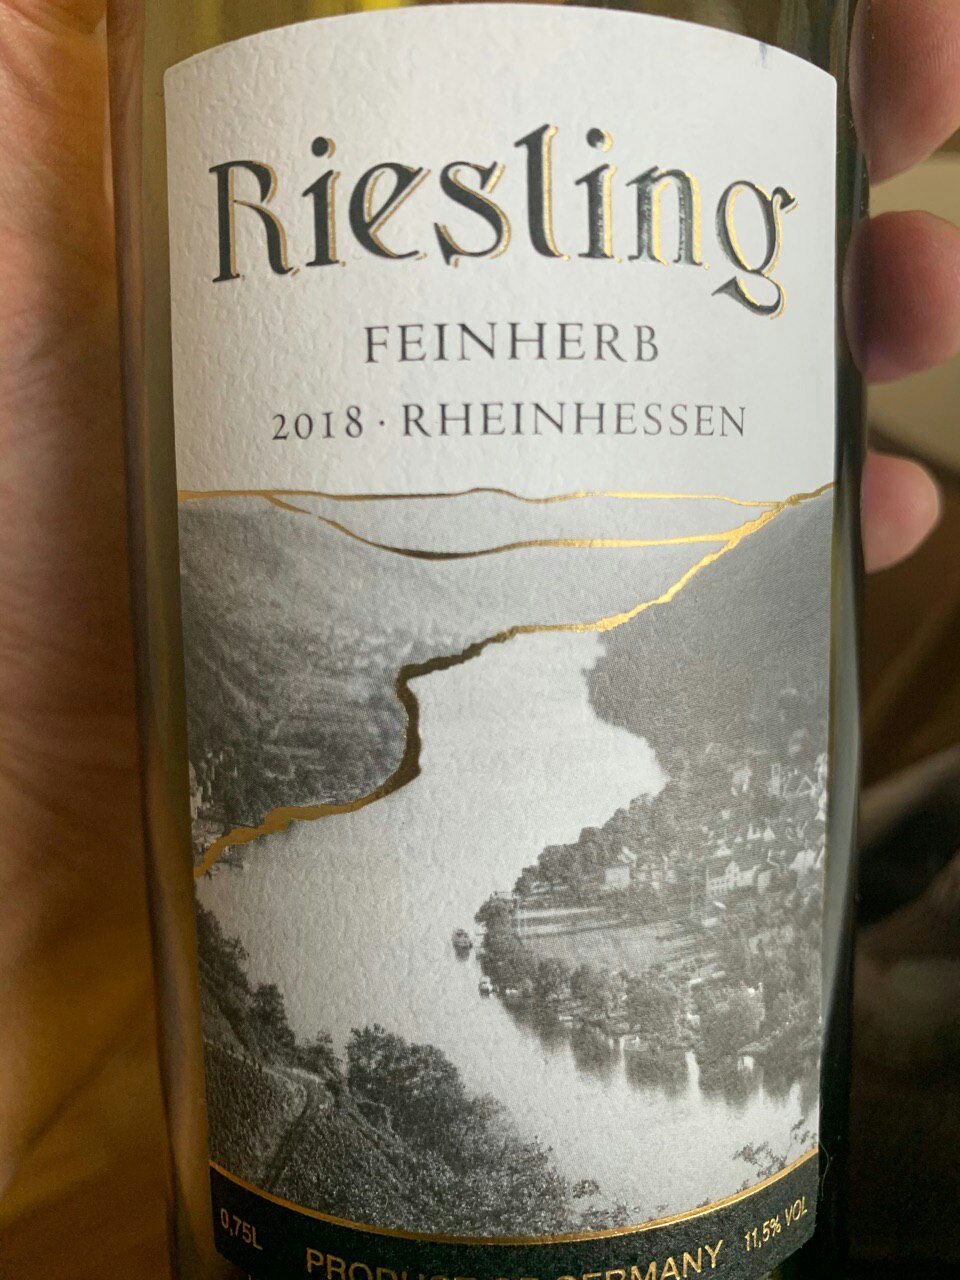 Riesling
FEINHERB
2018 · RHEINHESSEN
0,75L
PRODUCE OF GERMANY
11,5% VOL